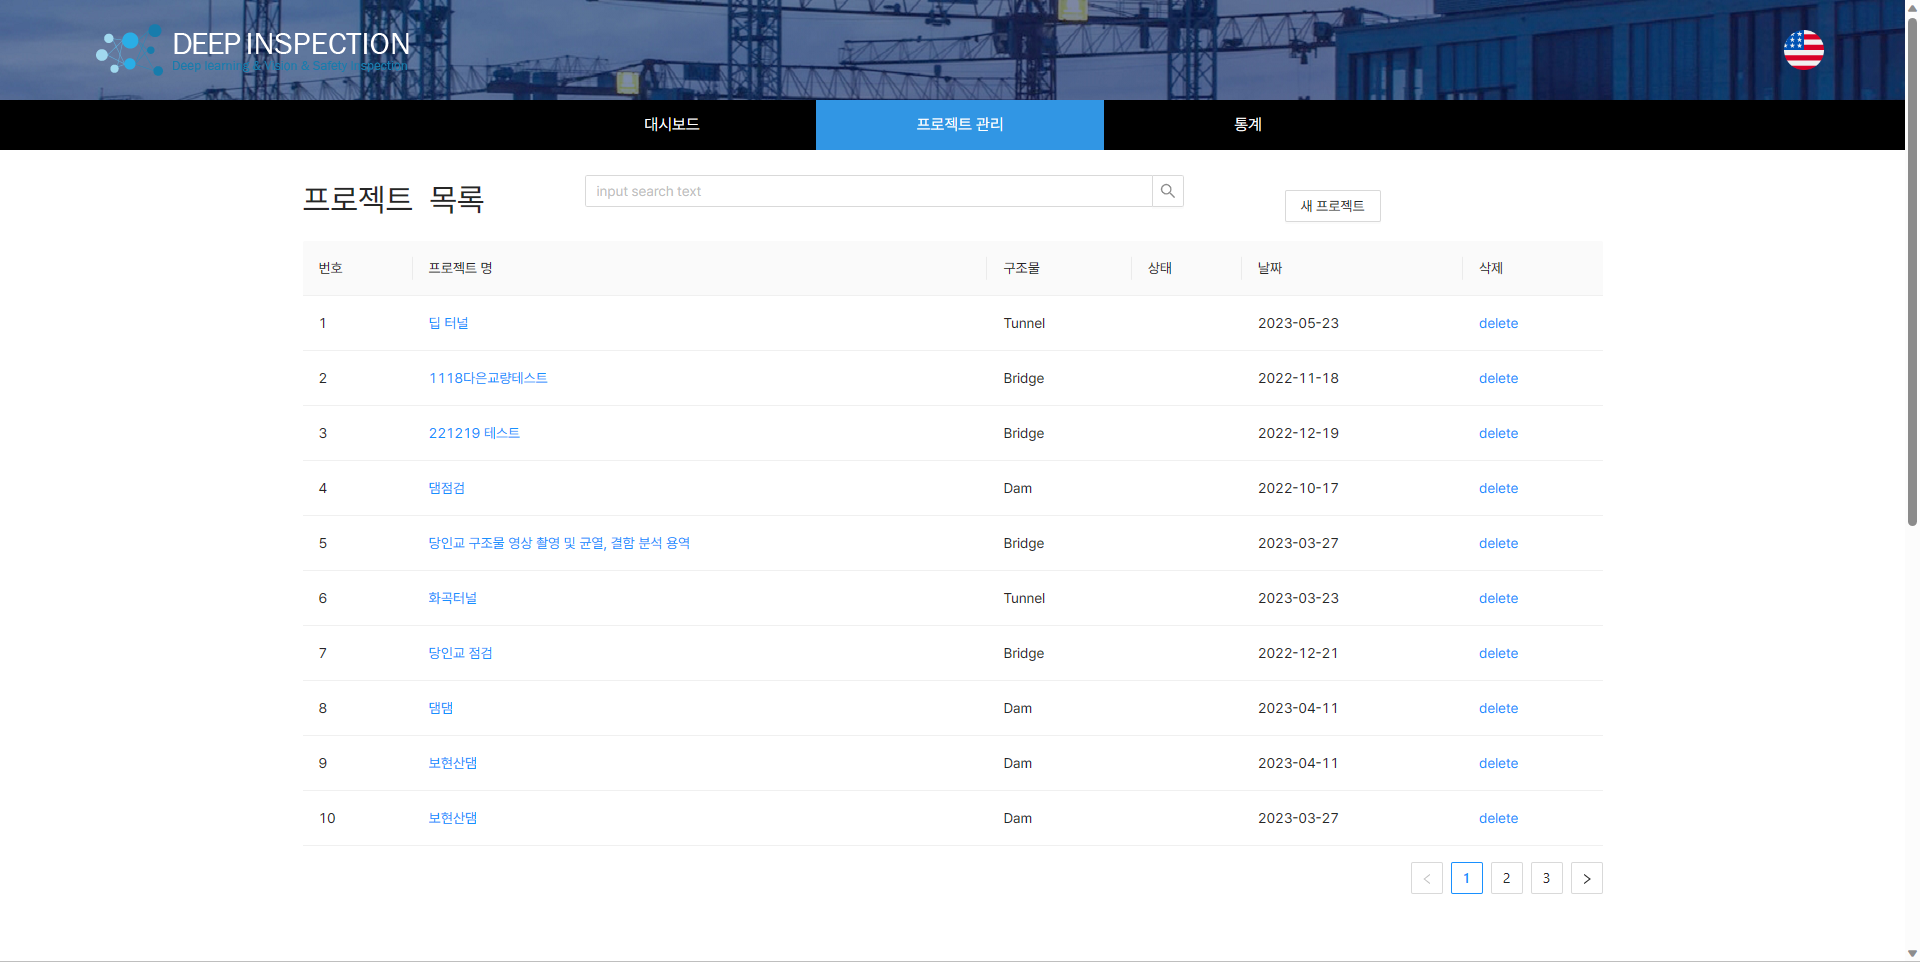 DEEP INSPECTION
Deep learning & Vision & Safety Inspection
대시보드 프로젝트 관리 통계
프로젝트 목록 input search text 새 프로젝트
번호 프로젝트 명 구조물 상태 날짜 삭제
1 딥 터널 Tunnel 2023-05-23 delete
2 1118다은교량테스트 Bridge 2022-11-18 delete
3 221219 테스트 Bridge 2022-12-19 delete
4 댐점검 Dam 2022-10-17 delete
5 당인교 구조물 영상 촬영 및 균열, 결함 분석 용역 Bridge 2023-03-27 delete
6 화곡터널 Tunnel 2023-03-23 delete
7 당인교 점검 Bridge 2022-12-21 delete
8 댐댐 Dam 2023-04-11 delete
9 보현산댐 Dam 2023-04-11 delete
10 보현산댐 Dam 2023-03-27 delete
< 1 2 3 >